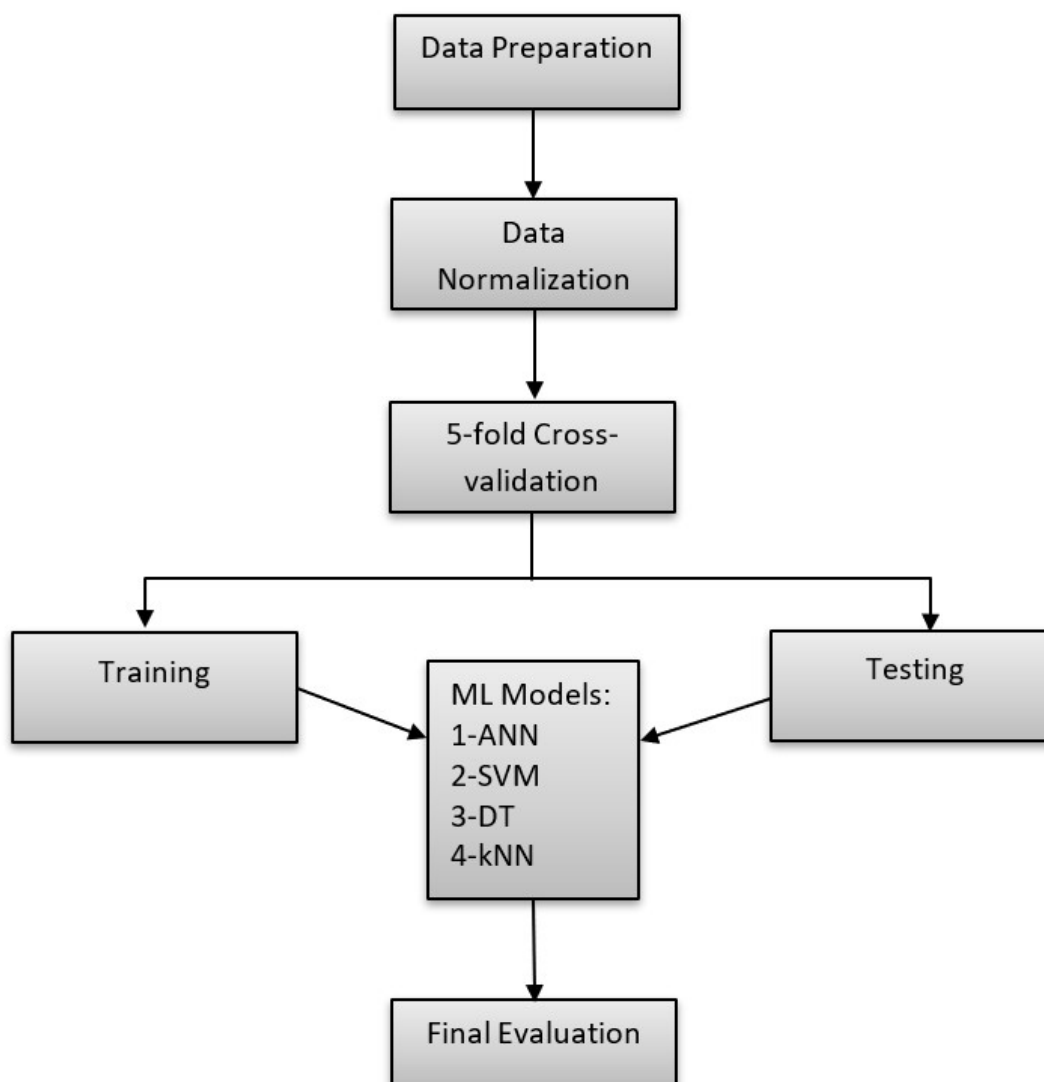 Data Preparation
Data
Normalization
5-fold Cross-
validation
Training
Testing
ML Models:
1-ANN
2-SVM
3-DT
4-kNN
Final Evaluation